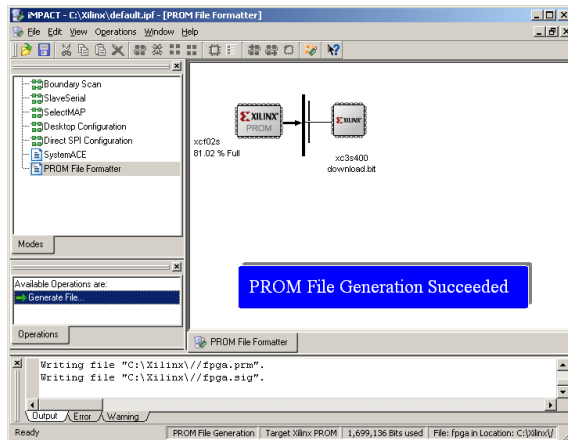 iMPACT - C:\Xilinx\default.ipf - [PROM File Formatter]
File Edit View Operations Window Help
Boundary Scan
SlaveSerial
SelectMAP
Desktop Configuration
Direct SPI Configuration
SystemACE
PROM File Formatter
Modes
XILINX
PROM
xcf02s
81.02 % Full
XILINX
xc3s400
download.bit
Available Operations are:
Generate File...
Operations
PROM File Generation Succeeded
PROM File Formatter
Writing file "C:\Xilinx\//fpga.prm".
Writing file "C:\Xilinx\//fpga.sig".
Output Error Warning
Ready PROM File Generation Target Xilinx PROM 1,699,136 Bits used File: fpga in Location: C:\Xilinx\/